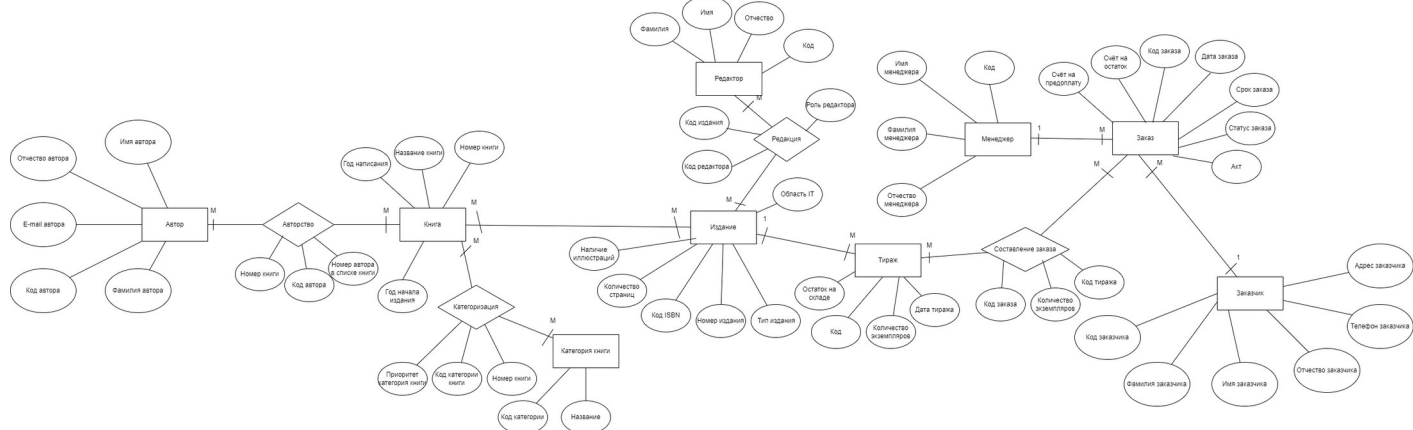 Фамилия
Имя
Отчество
Код
Редактор
М
Код издания
Роль редактора
Редакция
Код редактора
М
Имя
менеджера
Код
Фамилия
менеджера
Менеджер
Отчество
менеджера
1
М
Счёт на
предоплату
Счёт на
остаток
Код заказа
Дата заказа
Срок заказа
Статус заказа
Акт
Заказ
М
М
Отчество автора
Имя автора
E-mail автора
Автор
Код автора
Фамилия автора
М
Авторство
Номер книги
Код автора
Номер автора
в списке книги
М
Год написания
Название книги
Номер книги
Книга
Год начала
издания
М
М
М
Категоризация
Приоритет
категория книги
Код категории
книги
Номер книги
М
Категория книги
Код категории
Название
Область IT
Издание
1
Наличие
иллюстраций
Количество
страниц
Код ISBN
Номер издания
Тип издания
М
Тираж
М
Остаток на
складе
Код
Количество
экземпляров
Дата тиража
Составление заказа
Код заказа
Количество
экземпляров
Код тиража
1
Заказчик
Адрес заказчика
Телефон заказчика
Код заказчика
Фамилия заказчика
Имя заказчика
Отчество заказчика